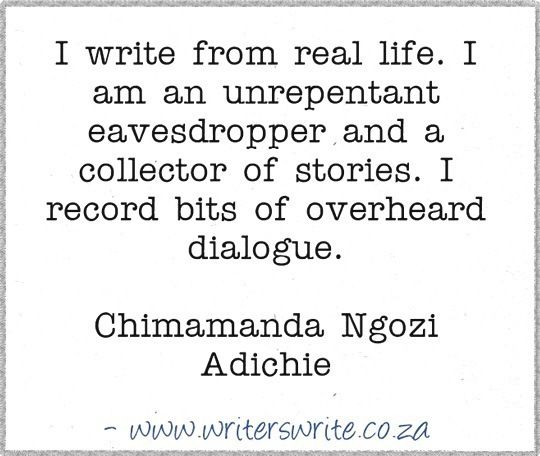 I write from real life. I
am an unrepentant
eavesdropper and a
collector of stories. I
record bits of overheard
dialogue.
Chimamanda Ngozi
Adichie
- www.writerswrite.co.za